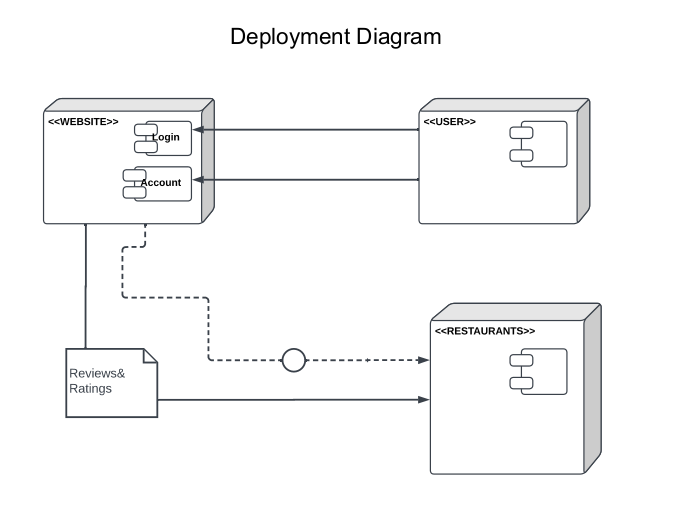 Deployment Diagram
<<WEBSITE>>
<<USER>>
Login
Account
<<RESTAURANTS>>
Reviews&
Ratings